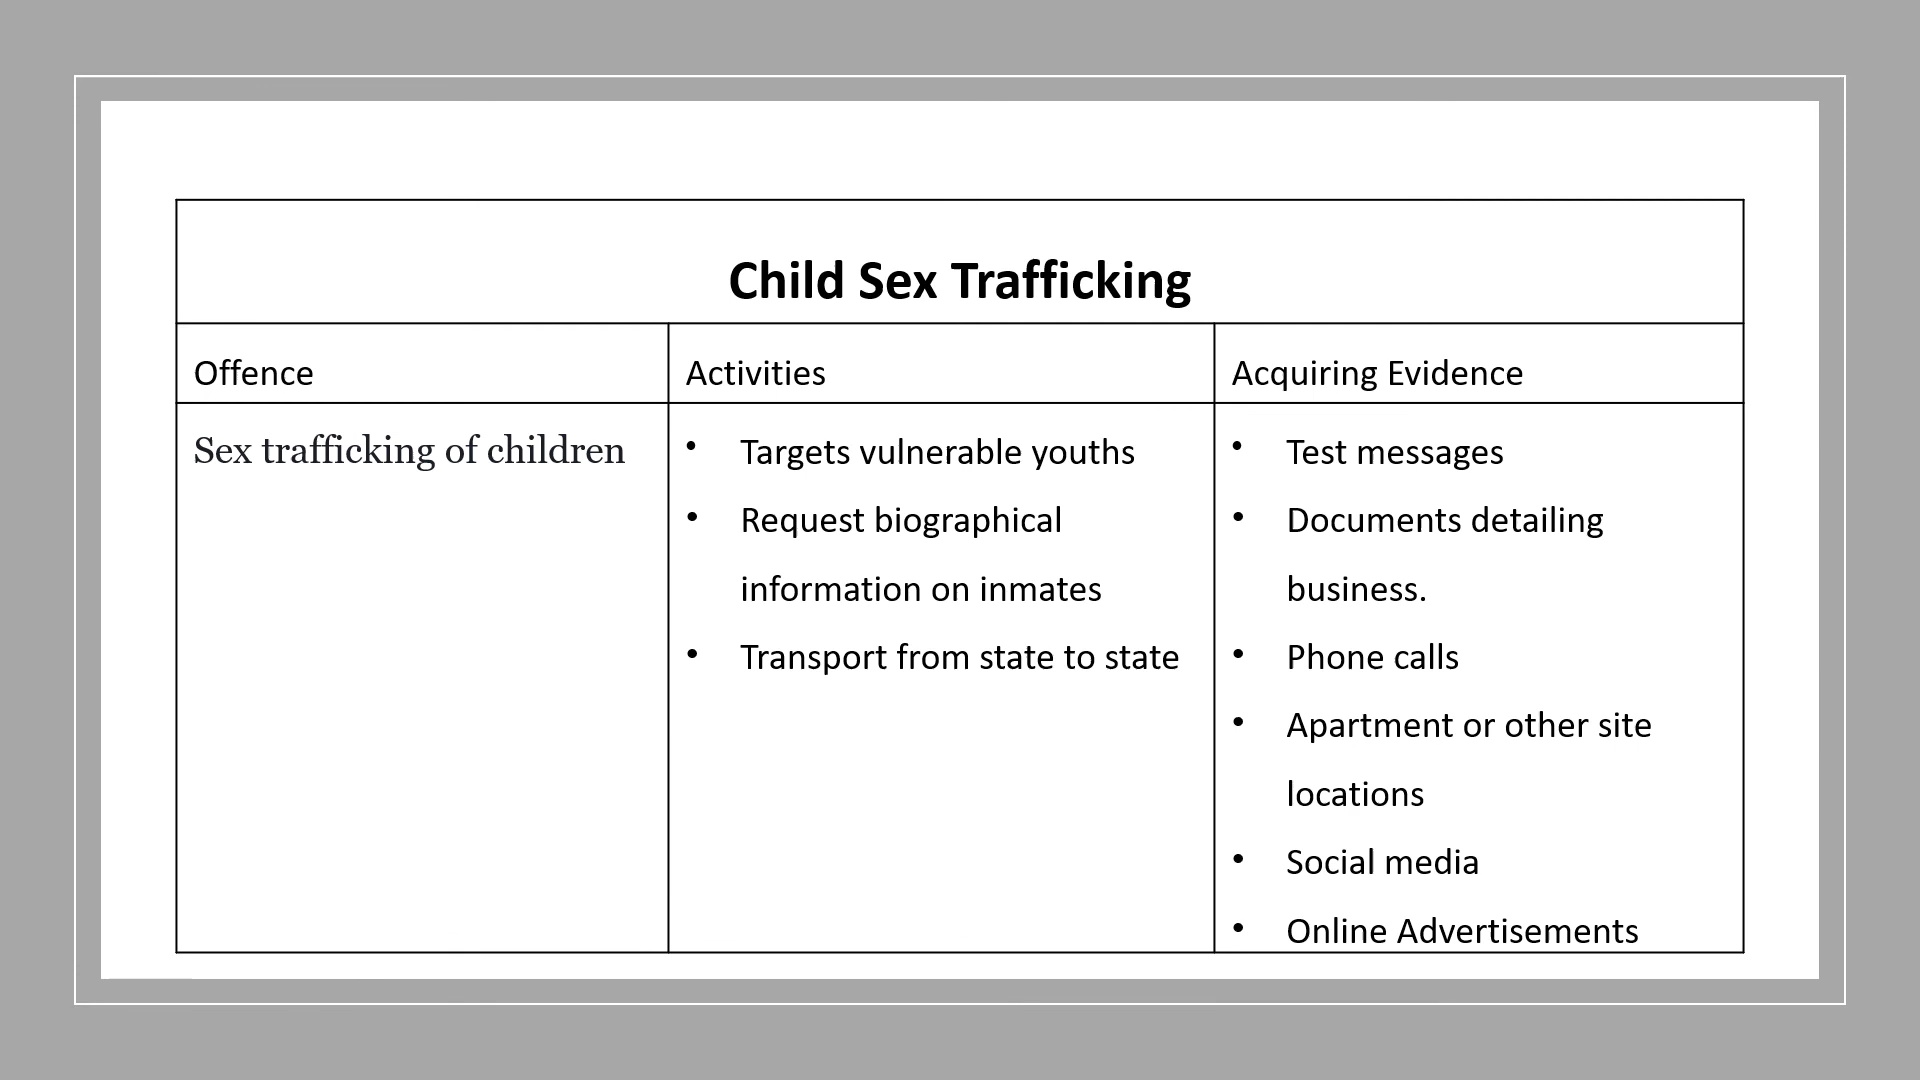 Child Sex Trafficking
Offence
Activities
Acquiring Evidence
Sex trafficking of children
• Targets vulnerable youths
• Request biographical
information on inmates
• Transport from state to state
• Test messages
• Documents detailing
business.
• Phone calls
• Apartment or other site
locations
• Social media
• Online Advertisements